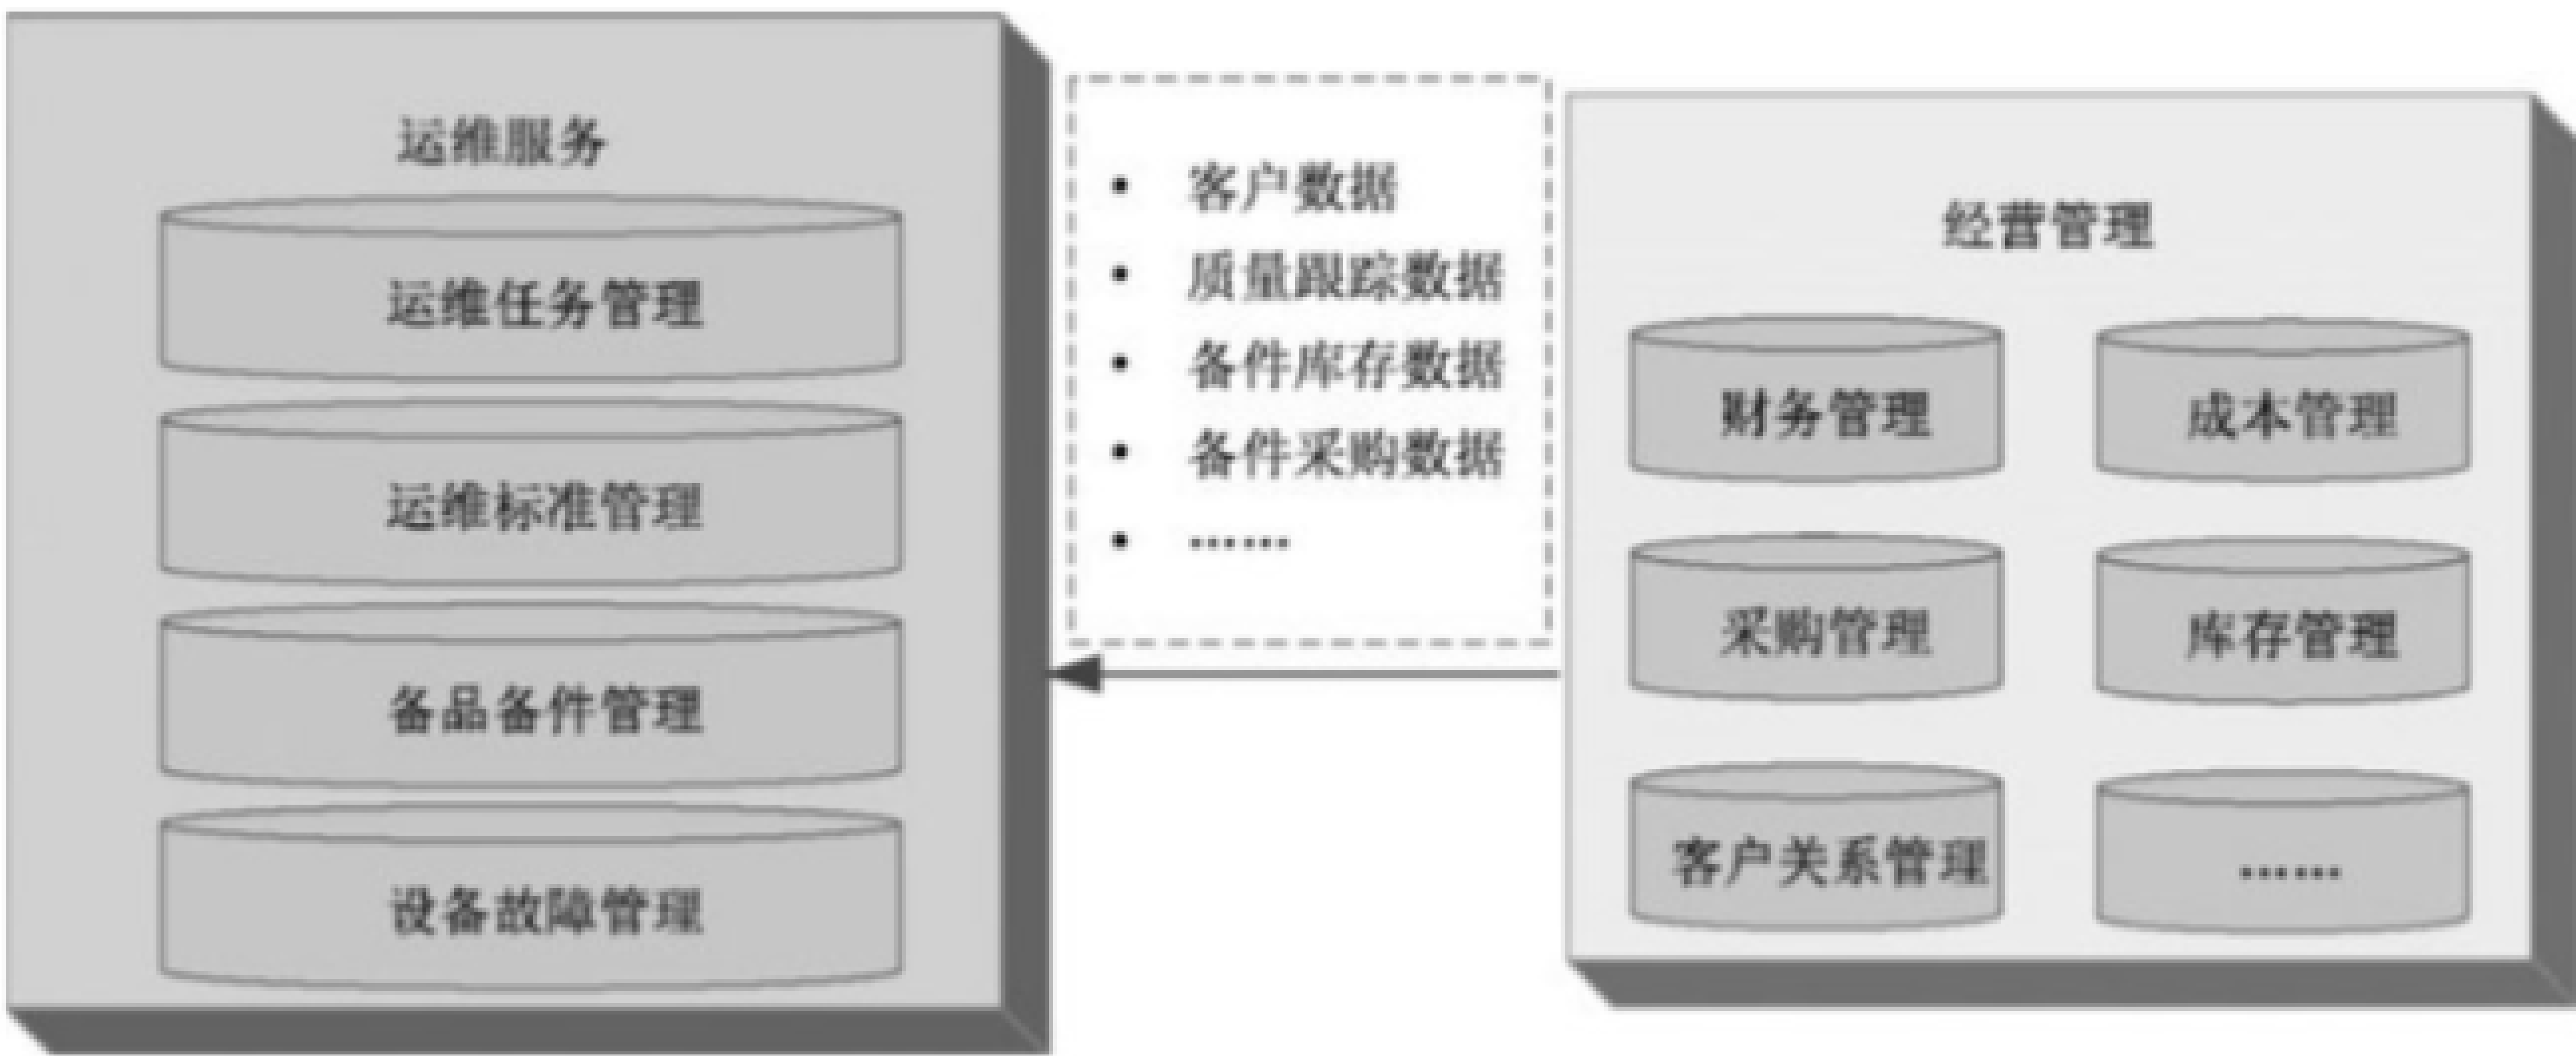 运维服务
运维任务管理
运维标准管理
备品备件管理
设备故障管理
• 客户数据
• 质量跟踪数据
• 备件库存数据
• 备件采购数据
• ……
经营管理
财务管理
成本管理
采购管理
库存管理
客户关系管理
……